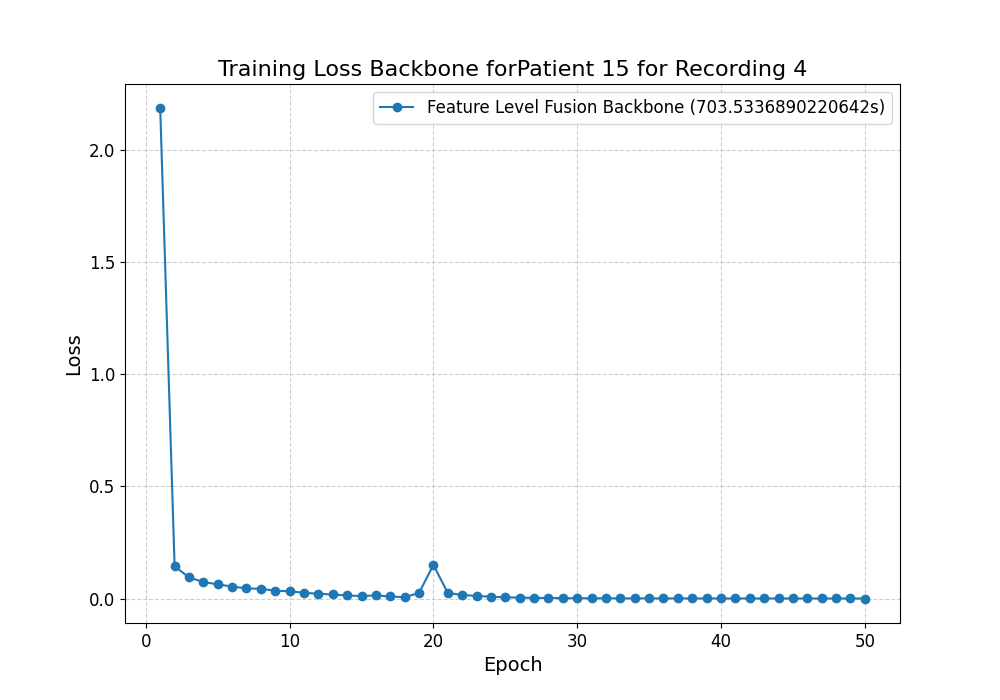 Training Loss Backbone forPatient 15 for Recording 4
Feature Level Fusion Backbone (703.5336890220642s)
Loss
2.0
1.5
1.0
0.5
0.0
0 10 20 30 40 50
Epoch